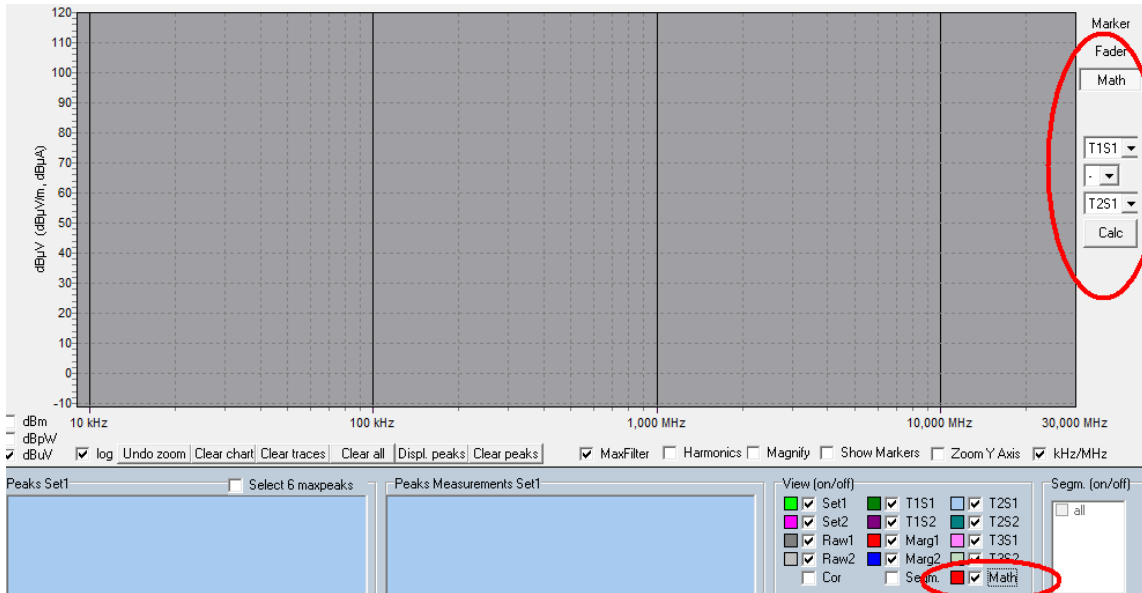 120
110
100
90
80
70
60
50
40
30
20
10
0
-10
dBµV (dBµV/m, dBµA)
10 kHz 100 kHz 1,000 MHz 10,000 MHz 30,000 MHz
Marker
Fader
Math
T1S1
-
T2S1
Calc
dBm
dBpW
dBuV log Undo zoom Clear chart Clear traces Clear all Displ. peaks Clear peaks MaxFilter Harmonics Magnify Show Markers Zoom Y Axis kHz/MHz
Peaks Set1 Select 6 maxpeaks Peaks Measurements Set1 View (on/off) Segm. (on/off)
Set1 T1S1 T2S1 all
Set2 T1S2 T2S2
Raw1 Marg1 T3S1
Raw2 Marg2 T3S2
Cor Segm. Math